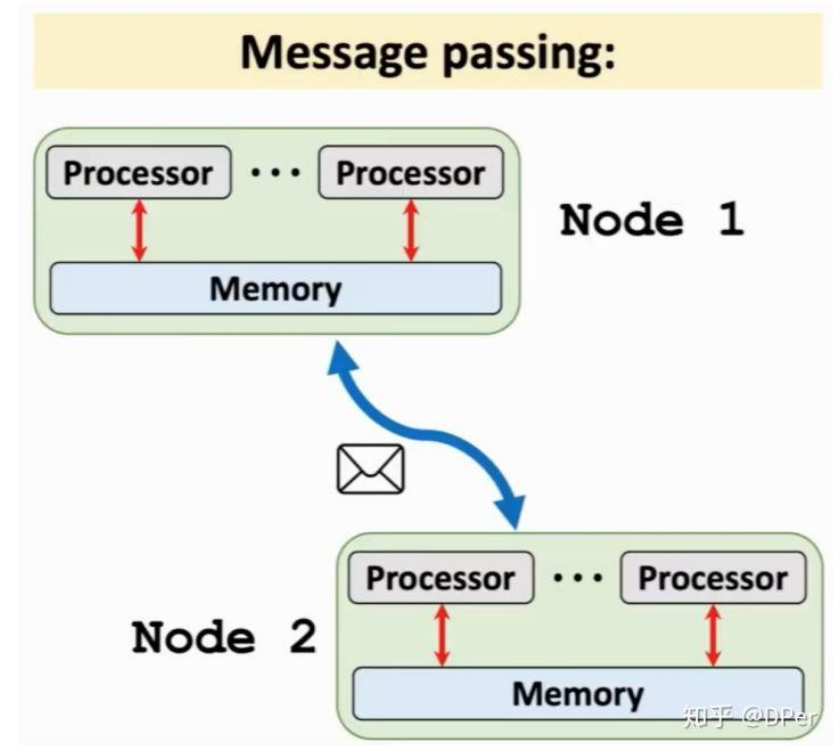 Message passing:
Processor ··· Processor
Node 1
Memory
Processor ··· Processor
Node 2
Memory
知乎 @DPer